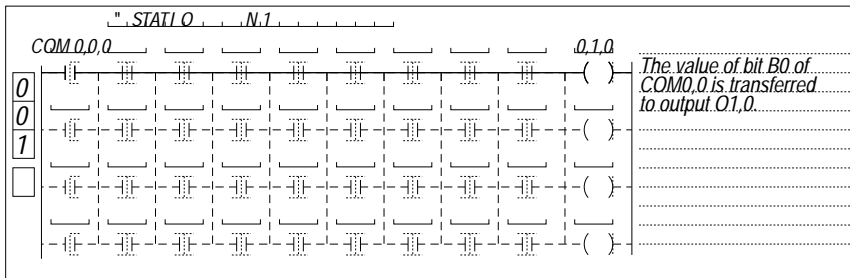 " STATI O N.1
COM 0,0,0
0,1,0
0
0
1
The value of bit B0 of
COM0,0 is transferred
to output O1,0.